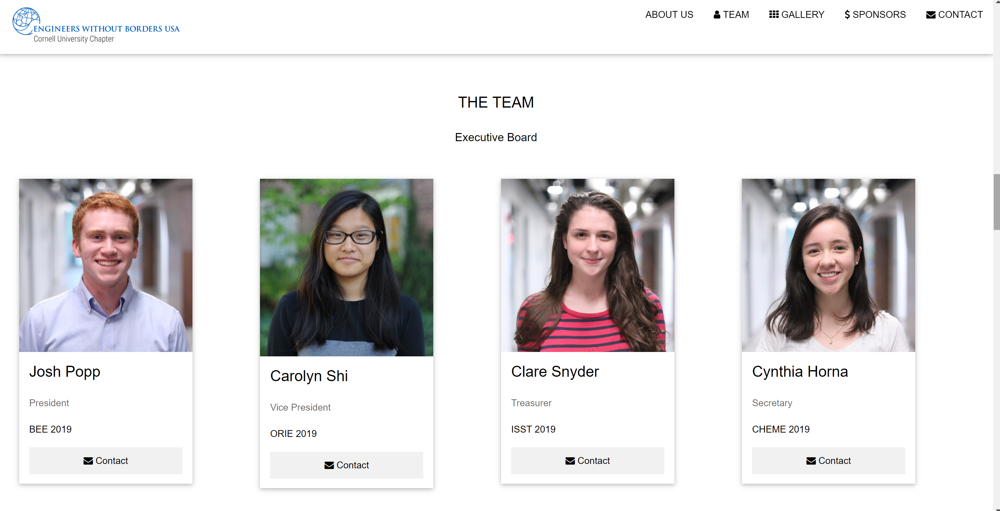 ENGINEERS WITHOUT BORDERS USA
Cornell University Chapter
ABOUT US
TEAM
GALLERY
$ SPONSORS
CONTACT
THE TEAM
Executive Board
Josh Popp
President
BEE 2019
Contact
Carolyn Shi
Vice President
ORIE 2019
Contact
Clare Snyder
Treasurer
ISST 2019
Contact
Cynthia Horna
Secretary
CHEME 2019
Contact